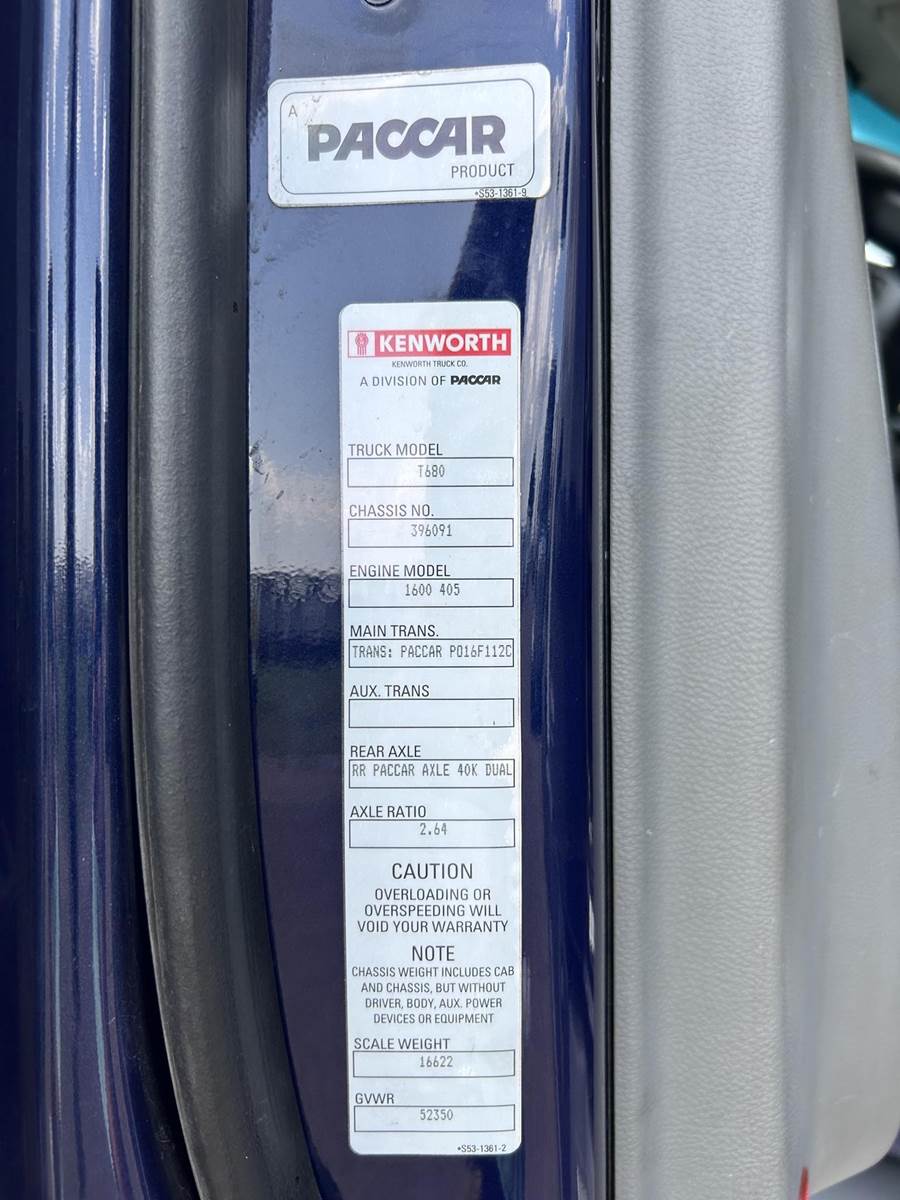 A
PACCAR
PRODUCT
*S53-1361-9
KENWORTH
KENWORTH TRUCK CO.
A DIVISION OF PACCAR
TRUCK MODEL
T680
CHASSIS NO.
396091
ENGINE MODEL
1600 405
MAIN TRANS.
TRANS: PACCAR PO16F112C
AUX. TRANS
REAR AXLE
RR PACCAR AXLE 40K DUAL
AXLE RATIO
2.64
CAUTION
OVERLOADING OR
OVERSPEEDING WILL
VOID YOUR WARRANTY
NOTE
CHASSIS WEIGHT INCLUDES CAB
AND CHASSIS, BUT WITHOUT
DRIVER, BODY, AUX. POWER
DEVICES OR EQUIPMENT
SCALE WEIGHT
16622
GVWR
52350
*S53-1361-2